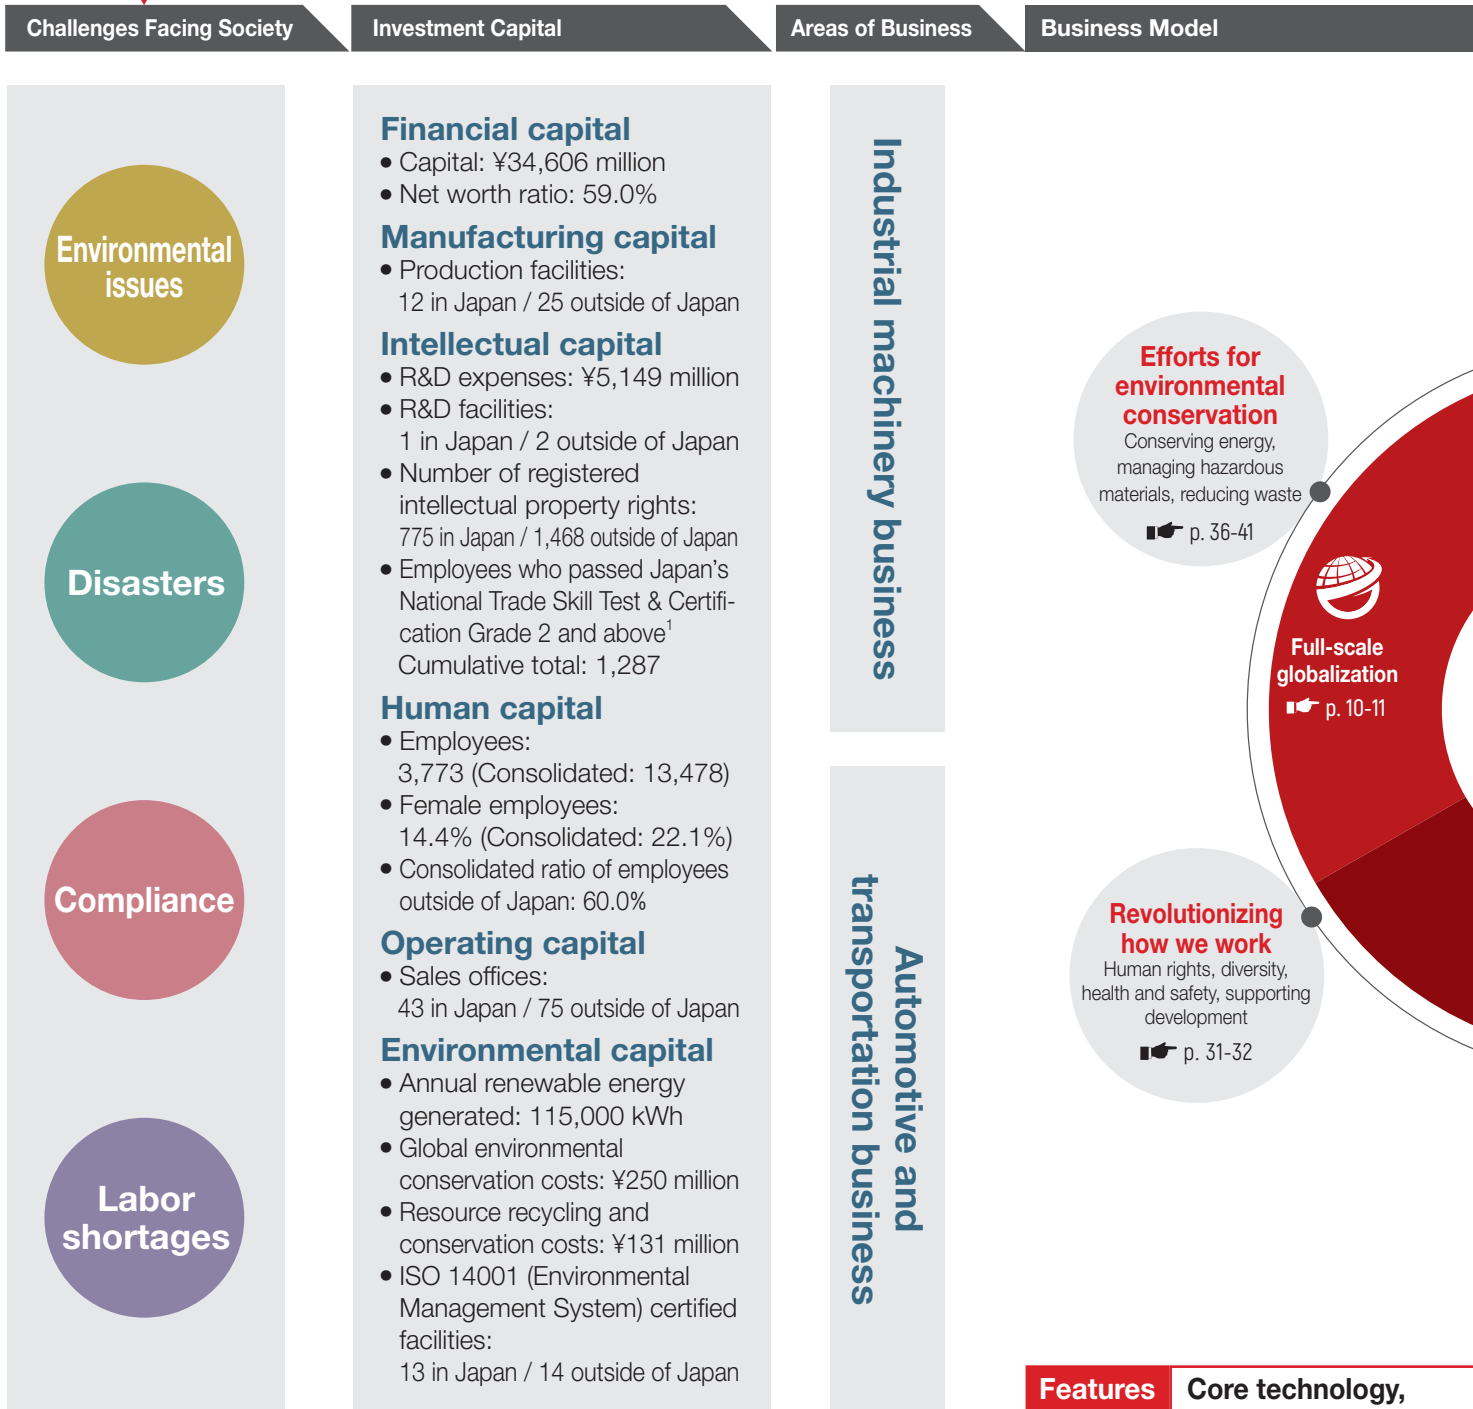 Challenges Facing Society
Investment Capital
Areas of Business
Business Model
Environmental
issues
Disasters
Compliance
Labor
shortages
Financial capital
● Capital: ¥34,606 million
● Net worth ratio: 59.0%
Manufacturing capital
● Production facilities:
12 in Japan / 25 outside of Japan
Intellectual capital
● R&D expenses: ¥5,149 million
● R&D facilities:
1 in Japan / 2 outside of Japan
● Number of registered
intellectual property rights:
775 in Japan / 1,468 outside of Japan
● Employees who passed Japan's
National Trade Skill Test & Certifi-
cation Grade 2 and above¹
Cumulative total: 1,287
Human capital
● Employees:
3,773 (Consolidated: 13,478)
● Female employees:
14.4% (Consolidated: 22.1%)
● Consolidated ratio of employees
outside of Japan: 60.0%
Operating capital
● Sales offices:
43 in Japan / 75 outside of Japan
Environmental capital
● Annual renewable energy
generated: 115,000 kWh
● Global environmental
conservation costs: ¥250 million
● Resource recycling and
conservation costs: ¥131 million
● ISO 14001 (Environmental
Management System) certified
facilities:
13 in Japan / 14 outside of Japan
Industrial machinery business
Automotive and
transportation business
Efforts for
environmental
conservation
Conserving energy,
managing hazardous
materials, reducing waste
p. 36-41
Full-scale
globalization
p. 10-11
Revolutionizing
how we work
Human rights, diversity,
health and safety, supporting
development
p. 31-32
Features
Core technology,